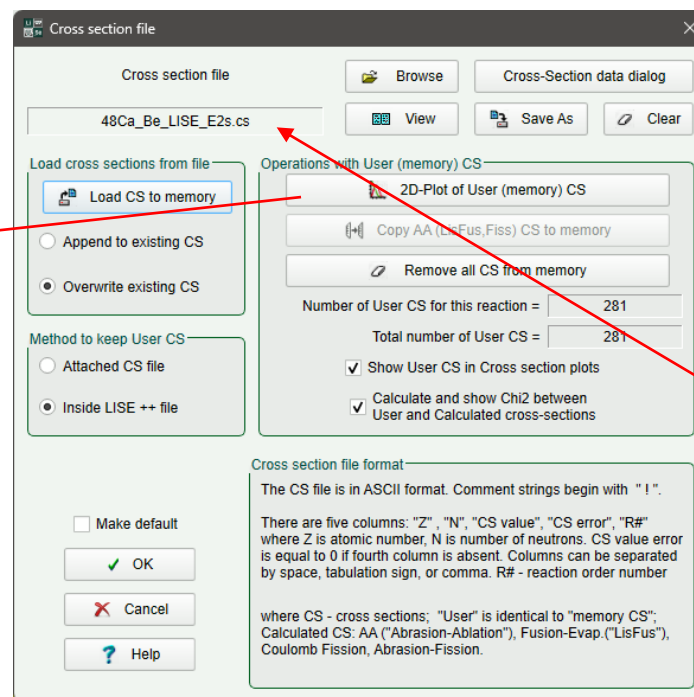 Cross section file
Cross section file
Browse
Cross-Section data dialog
48Ca_Be_LISE_E2s.cs
View
Save As
Clear
Load cross sections from file
Load CS to memory
Append to existing CS
Overwrite existing CS
Method to keep User CS
Attached CS file
Inside LISE ++ file
Operations with User (memory) CS
2D-Plot of User (memory) CS
Copy AA (LisFus,Fiss) CS to memory
Remove all CS from memory
Number of User CS for this reaction = 281
Total number of User CS = 281
Show User CS in Cross section plots
Calculate and show Chi2 between
User and Calculated cross-sections
Make default
OK
Cancel
Help
Cross section file format
The CS file is in ASCII format. Comment strings begin with " ! ".
There are five columns: "Z" , "N", "CS value", "CS error", "R#"
where Z is atomic number, N is number of neutrons. CS value error
is equal to 0 if fourth column is absent. Columns can be separated
by space, tabulation sign, or comma. R# - reaction order number
where CS - cross sections; "User" is identical to "memory CS";
Calculated CS: AA ("Abrasion-Ablation"), Fusion-Evap.("LisFus"),
Coulomb Fission, Abrasion-Fission.